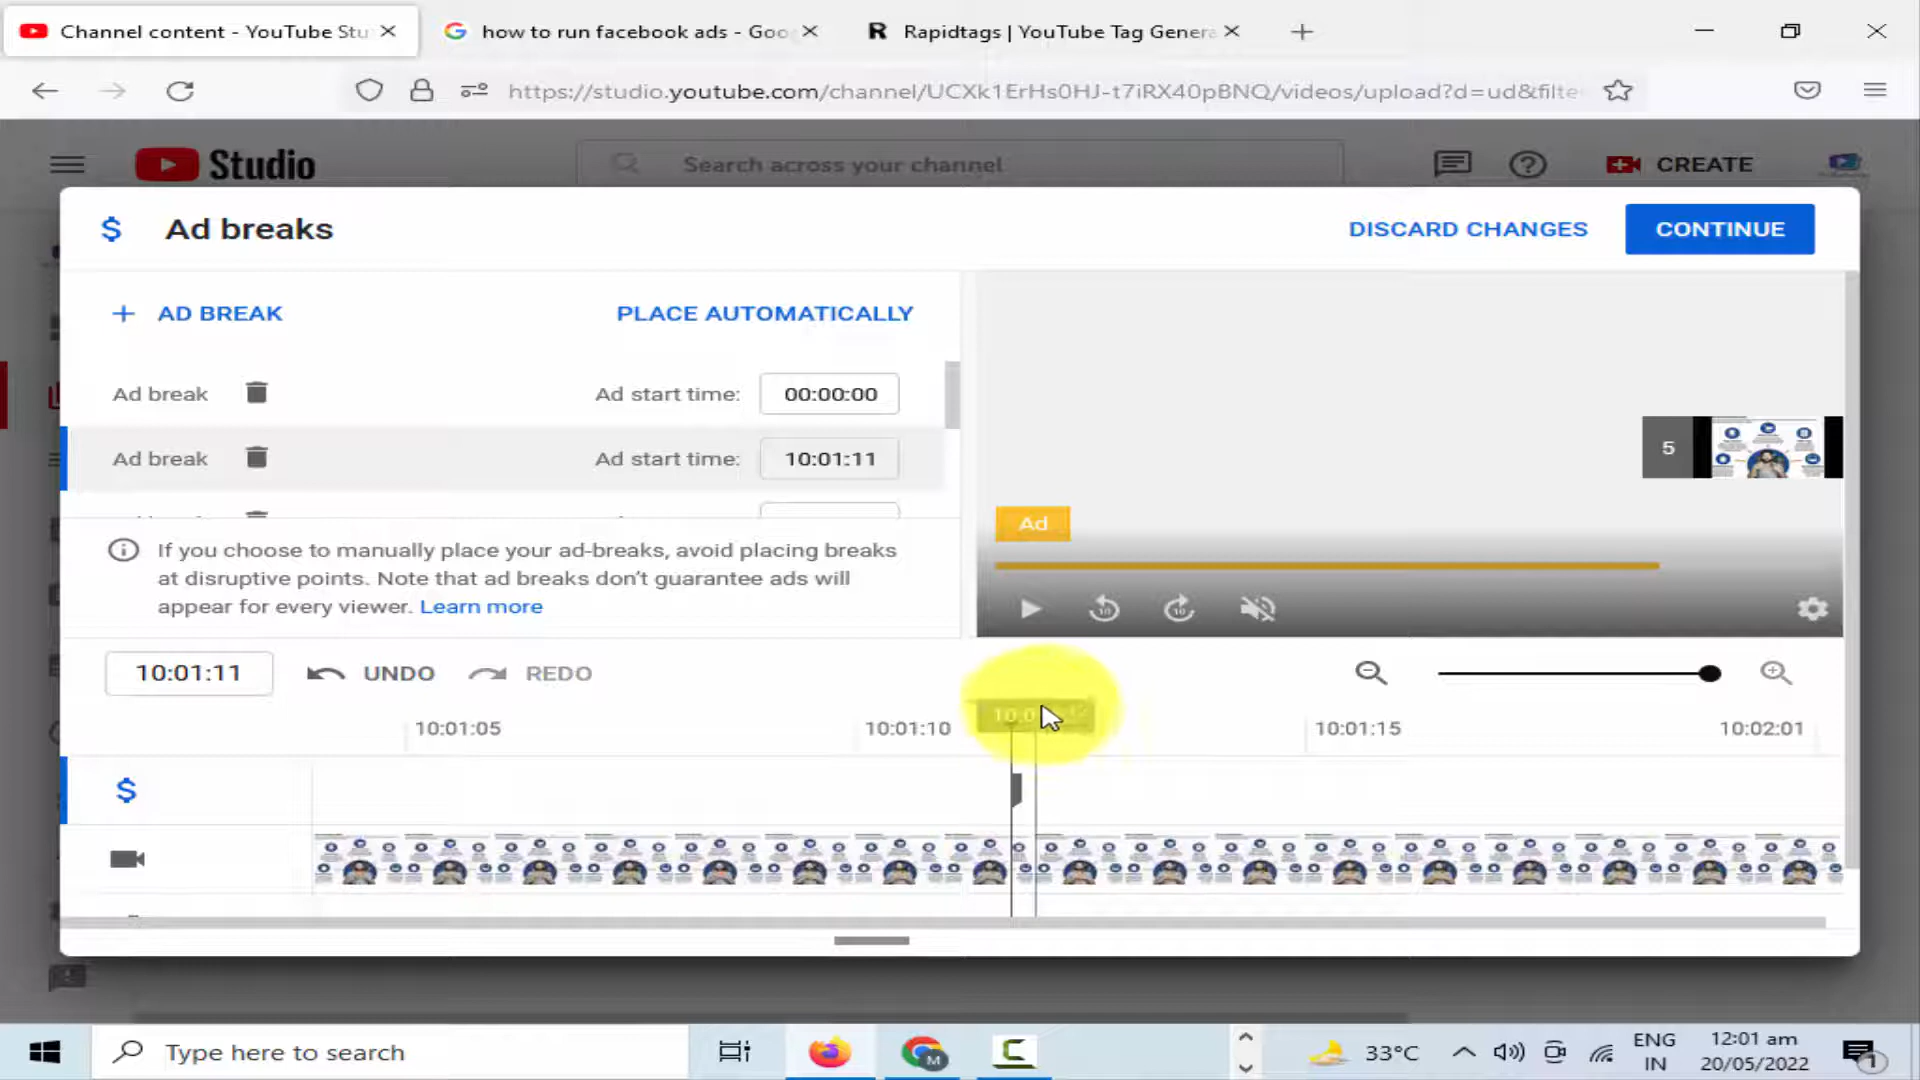 Channel content - YouTube Stu
how to run facebook ads - Goo
Rapidtags | YouTube Tag Genera
https://studio.youtube.com/channel/UCXk1ErHs0HJ-t7iRX40pBNQ/videos/upload?d=ud&filte
Studio
Search across your channel
CREATE
Ad breaks
DISCARD CHANGES
CONTINUE
+ AD BREAK
PLACE AUTOMATICALLY
Ad break
Ad start time:
00:00:00
Ad break
Ad start time:
10:01:11
5
Ad
If you choose to manually place your ad-breaks, avoid placing breaks
at disruptive points. Note that ad breaks don't guarantee ads will
appear for every viewer. Learn more
10:01:11
UNDO
REDO
10:01:05
10:01:10
10:01:15
10:02:01
Type here to search
33°C
ENG
IN
12:01 am
20/05/2022
1